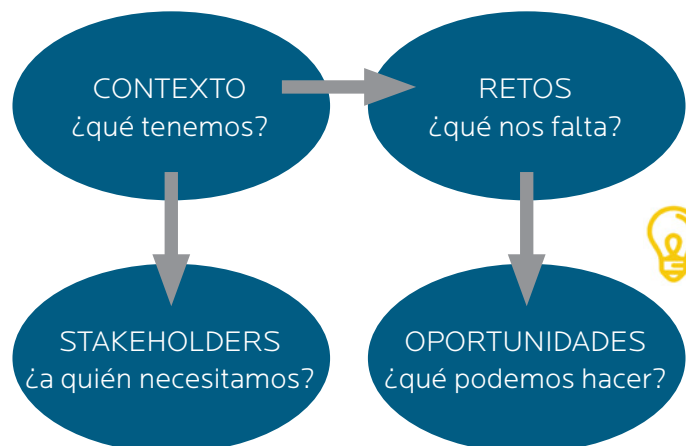 CONTEXTO
¿qué tenemos?
RETOS
¿qué nos falta?
STAKEHOLDERS
¿a quién necesitamos?
OPORTUNIDADES
¿qué podemos hacer?